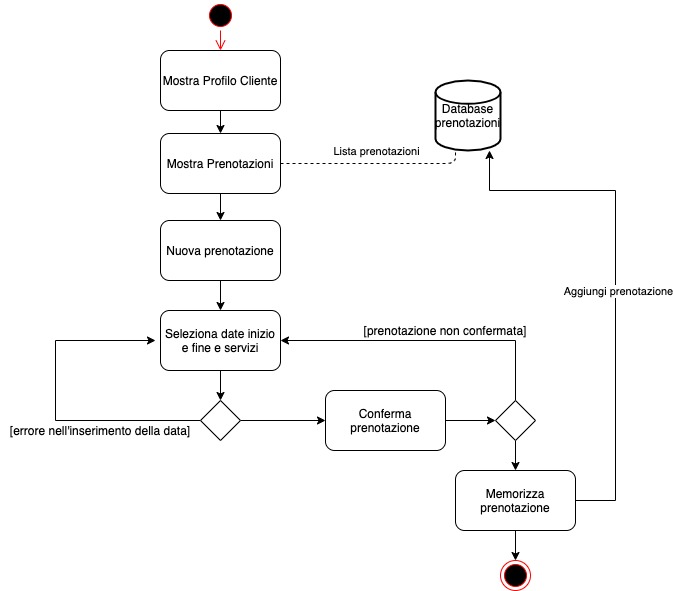 Mostra Profilo Cliente
Database
prenotazioni
Lista prenotazioni
Mostra Prenotazioni
Nuova prenotazione
Aggiungi prenotazione
Seleziona date inizio
e fine e servizi
[prenotazione non confermata]
[errore nell'inserimento della data]
Conferma
prenotazione
Memorizza
prenotazione